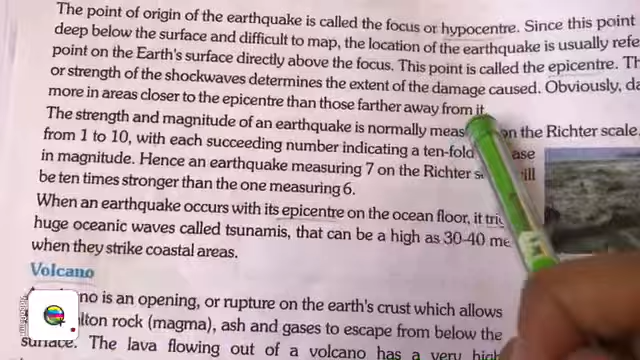 The point of origin of the earthquake is called the focus or hypocentre. Since this point
deep below the surface and difficult to map, the location of the earthquake is usually refe
point on the Earth's surface directly above the focus. This point is called the epicentre. Th
or strength of the shockwaves determines the extent of the damage caused. Obviously, da
more in areas closer to the epicentre than those farther away from it.
The strength and magnitude of an earthquake is normally meas on the Richter scale.
from 1 to 10, with each succeeding number indicating a ten-fold ase
in magnitude. Hence an earthquake measuring 7 on the Richter s ill
be ten times stronger than the one measuring 6.
When an earthquake occurs with its epicentre on the ocean floor, it tri
huge oceanic waves called tsunamis, that can be a high as 30-40 me
when they strike coastal areas.
Volcano
no is an opening, or rupture on the earth's crust which allows
lton rock (magma), ash and gases to escape from below the
surface. The lava flowing out of a volcano has a very high